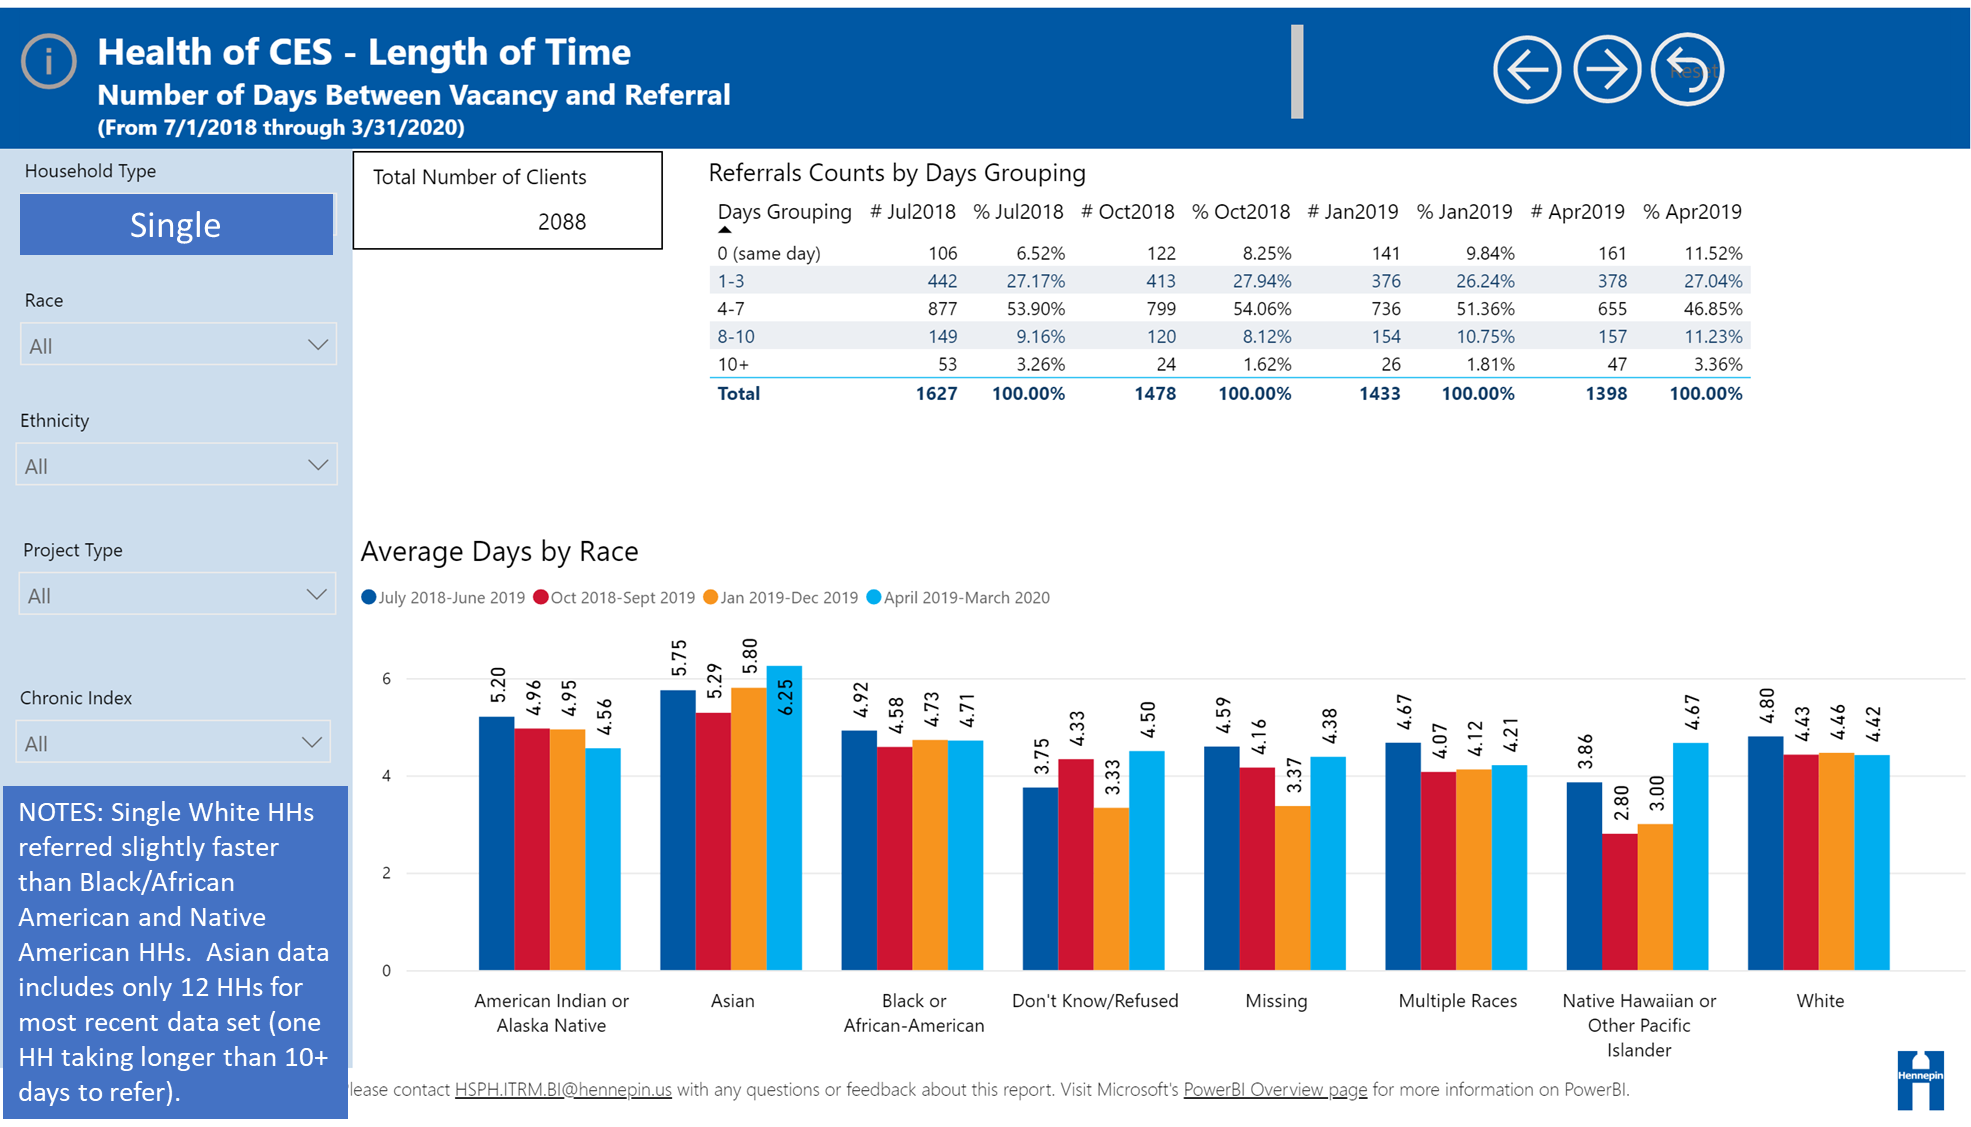 Health of CES - Length of Time
Number of Days Between Vacancy and Referral
(From 7/1/2018 through 3/31/2020)
Reset
Household Type
Single
Race
All
Ethnicity
All
Project Type
All
Chronic Index
All
NOTES: Single White HHs
referred slightly faster
than Black/African
American and Native
American HHs.  Asian data
includes only 12 HHs for
most recent data set (one
HH taking longer than 10+
days to refer).
Total Number of Clients
2088
Referrals Counts by Days Grouping
Days Grouping # Jul2018 % Jul2018 # Oct2018 % Oct2018 # Jan2019 % Jan2019 # Apr2019 % Apr2019
0 (same day) 106 6.52% 122 8.25% 141 9.84% 161 11.52%
1-3 442 27.17% 413 27.94% 376 26.24% 378 27.04%
4-7 877 53.90% 799 54.06% 736 51.36% 655 46.85%
8-10 149 9.16% 120 8.12% 154 10.75% 157 11.23%
10+ 53 3.26% 24 1.62% 26 1.81% 47 3.36%
Total 1627 100.00% 1478 100.00% 1433 100.00% 1398 100.00%
Average Days by Race
July 2018-June 2019 Oct 2018-Sept 2019 Jan 2019-Dec 2019 April 2019-March 2020
6
4
2
0
5.20 4.96 4.95 4.56
5.75 5.29 5.80 6.25
4.92 4.58 4.73 4.71
3.75 4.33 3.33 4.50
4.59 4.16 3.37 4.38
4.67 4.07 4.12 4.21
3.86 2.80 3.00 4.67
4.80 4.43 4.46 4.42
American Indian or
Alaska Native
Asian
Black or
African-American
Don't Know/Refused
Missing
Multiple Races
Native Hawaiian or
Other Pacific
Islander
White
lease contact HSPH.ITRM.BI@hennepin.us with any questions or feedback about this report. Visit Microsoft's PowerBI Overview page for more information on PowerBI.
Hennepin